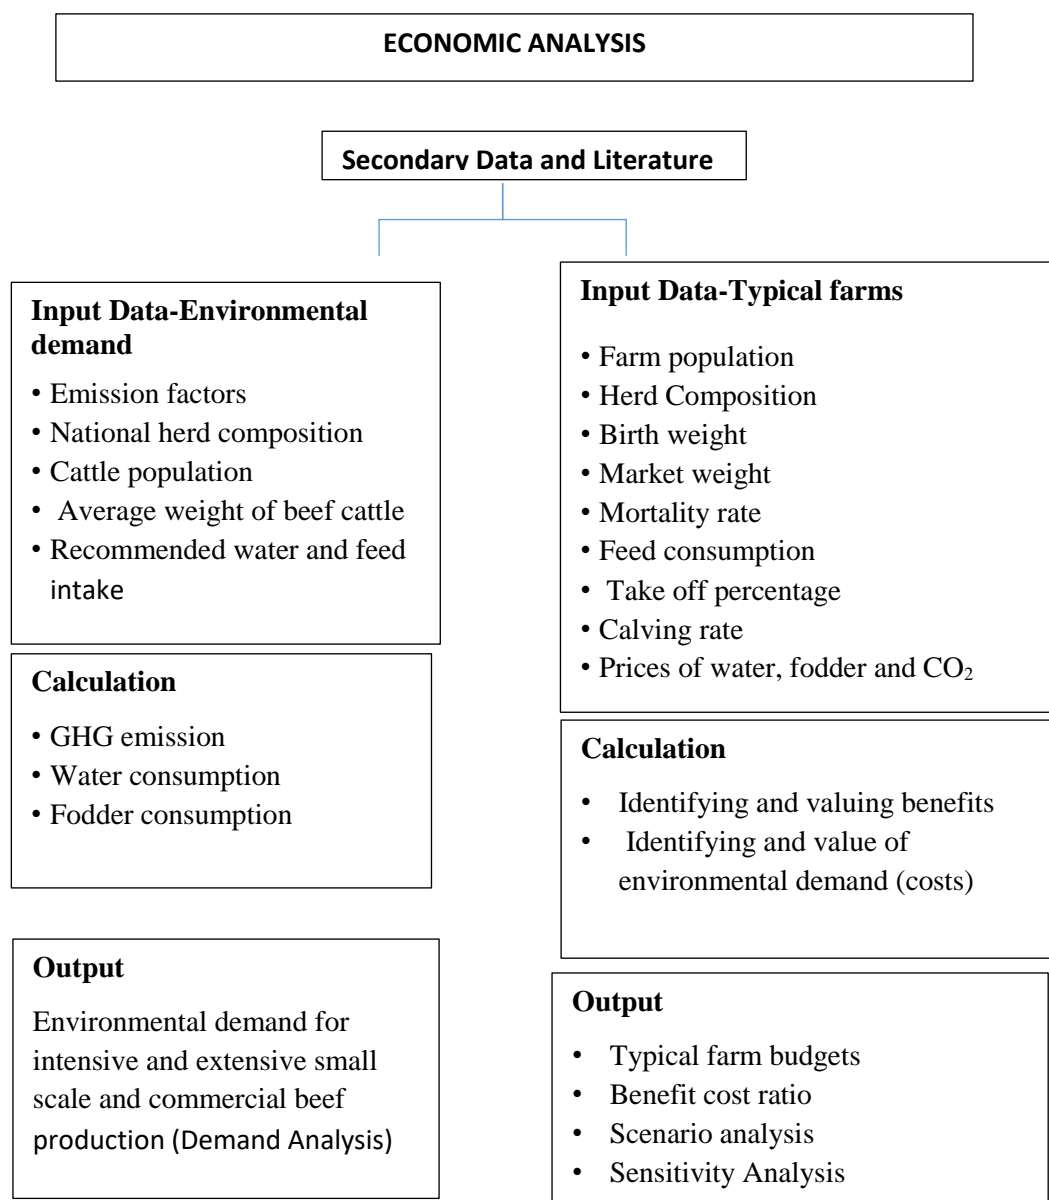 ECONOMIC ANALYSIS
Secondary Data and Literature
Input Data-Environmental
demand
• Emission factors
• National herd composition
• Cattle population
• Average weight of beef cattle
• Recommended water and feed
intake
Calculation
• GHG emission
• Water consumption
• Fodder consumption
Output
Environmental demand for
intensive and extensive small
scale and commercial beef
production (Demand Analysis)
Input Data-Typical farms
• Farm population
• Herd Composition
• Birth weight
• Market weight
• Mortality rate
• Feed consumption
• Take off percentage
• Calving rate
• Prices of water, fodder and CO₂
Calculation
• Identifying and valuing benefits
• Identifying and value of
environmental demand (costs)
Output
• Typical farm budgets
• Benefit cost ratio
• Scenario analysis
• Sensitivity Analysis